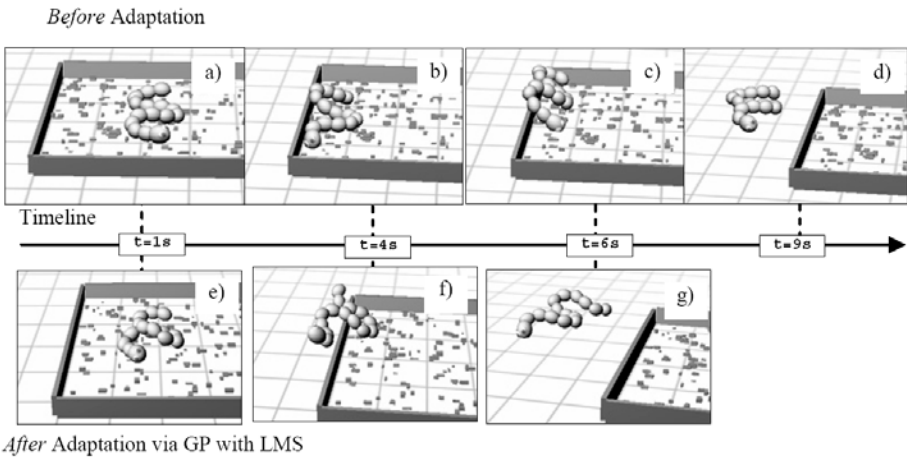 Before Adaptation
a)
b)
c)
d)
Timeline
t=1s
t=4s
t=6s
t=9s
e)
f)
g)
After Adaptation via GP with LMS